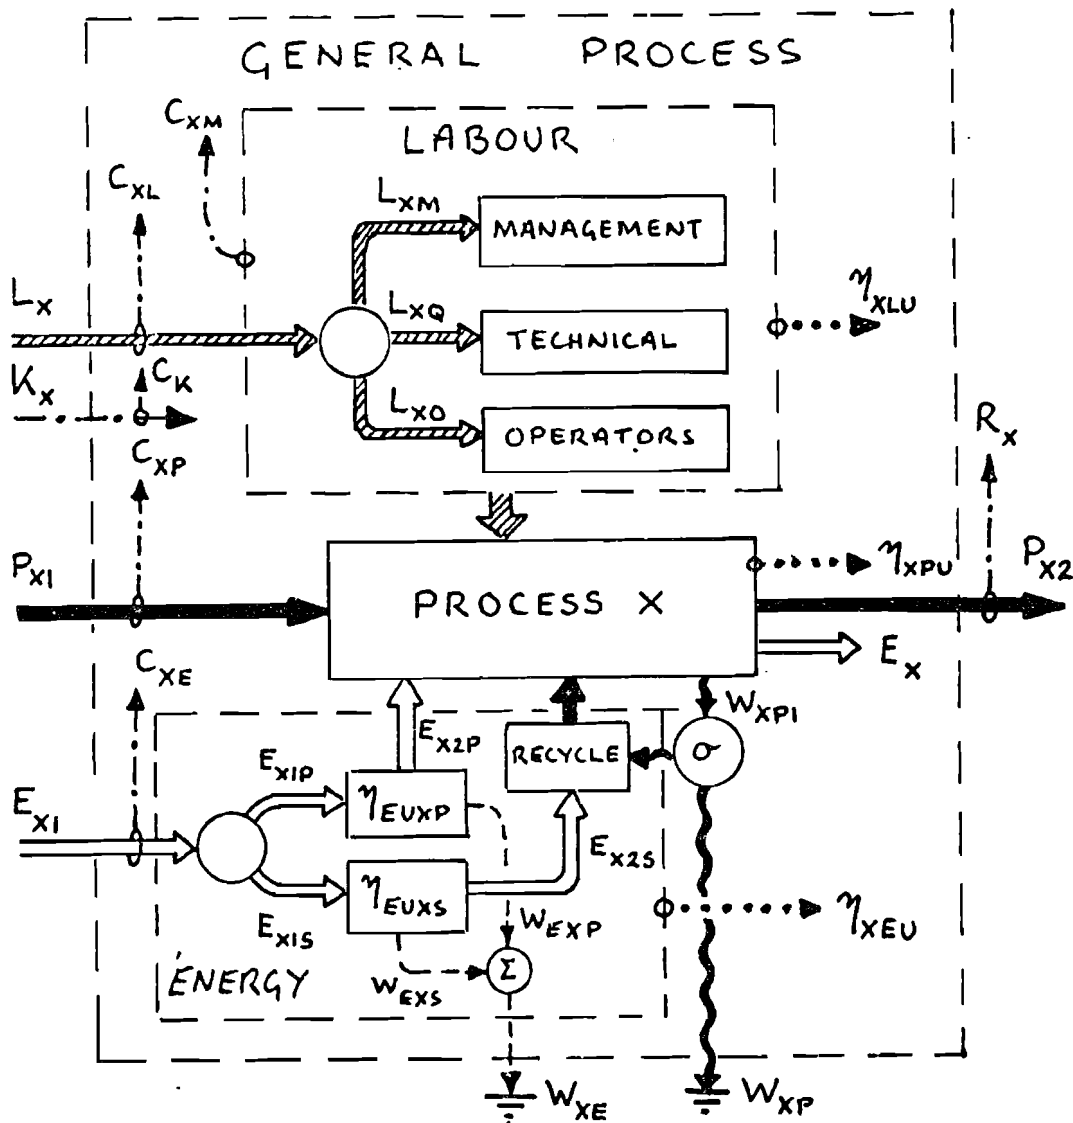 GENERAL PROCESS
C_XM
LABOUR
C_XL
L_XM
MANAGEMENT
L_X
L_XQ
TECHNICAL
η_XLU
K_X
C_K
L_XO
OPERATORS
R_X
C_XP
P_X1
PROCESS X
η_XPU
P_X2
E_X
C_XE
W_XP1
E_X2P
RECYCLE
σ
E_X1P
η_EUXP
E_X1
E_X2S
η_EUXS
E_X1S
W_EXP
η_XEU
ENERGY
W_EXS
Σ
W_XE
W_XP